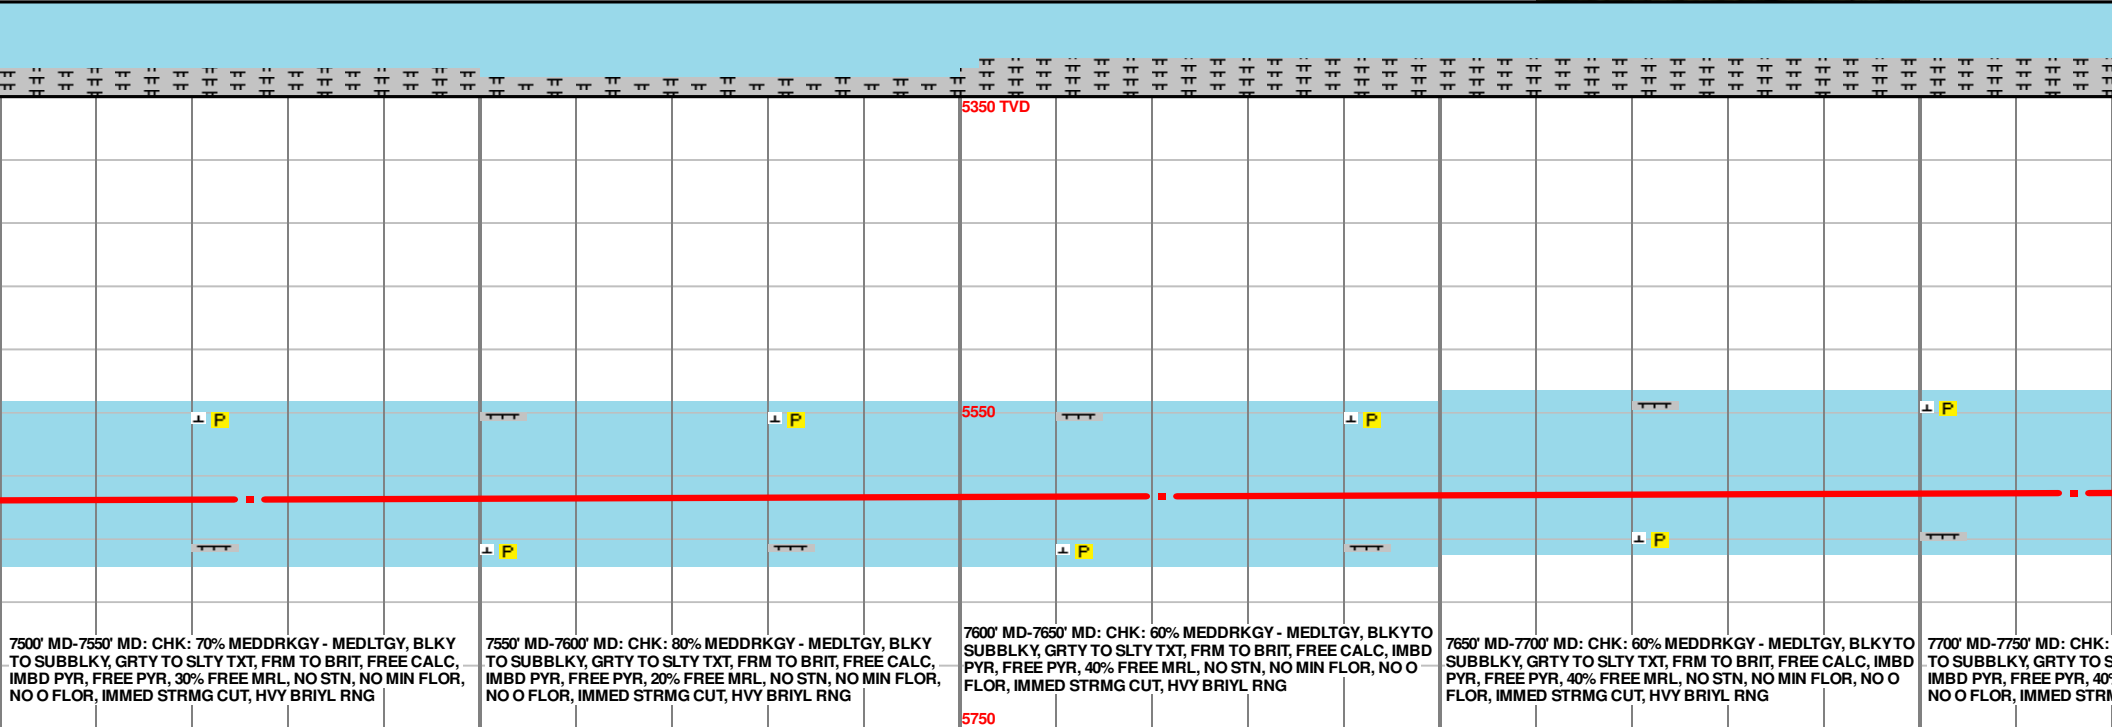 5350 TVD
P
P
5550
P
P
P
P
P
5750
7500' MD-7550' MD: CHK: 70% MEDDRKGY - MEDLTGY, BLKY
TO SUBBLKY, GRTY TO SLTY TXT, FRM TO BRIT, FREE CALC,
IMBD PYR, FREE PYR, 30% FREE MRL, NO STN, NO MIN FLOR,
NO O FLOR, IMMED STRMG CUT, HVY BRIYL RNG
7550' MD-7600' MD: CHK: 80% MEDDRKGY - MEDLTGY, BLKY
TO SUBBLKY, GRTY TO SLTY TXT, FRM TO BRIT, FREE CALC,
IMBD PYR, FREE PYR, 20% FREE MRL, NO STN, NO MIN FLOR,
NO O FLOR, IMMED STRMG CUT, HVY BRIYL RNG
7600' MD-7650' MD: CHK: 60% MEDDRKGY - MEDLTGY, BLKY TO
SUBBLKY, GRTY TO SLTY TXT, FRM TO BRIT, FREE CALC, IMBD
PYR, FREE PYR, 40% FREE MRL, NO STN, NO MIN FLOR, NO O
FLOR, IMMED STRMG CUT, HVY BRIYL RNG
7650' MD-7700' MD: CHK: 60% MEDDRKGY - MEDLTGY, BLKY TO
SUBBLKY, GRTY TO SLTY TXT, FRM TO BRIT, FREE CALC, IMBD
PYR, FREE PYR, 40% FREE MRL, NO STN, NO MIN FLOR, NO O
FLOR, IMMED STRMG CUT, HVY BRIYL RNG
7700' MD-7750' MD: CHK:
TO SUBBLKY, GRTY TO S
IMBD PYR, FREE PYR, 40%
NO O FLOR, IMMED STRM